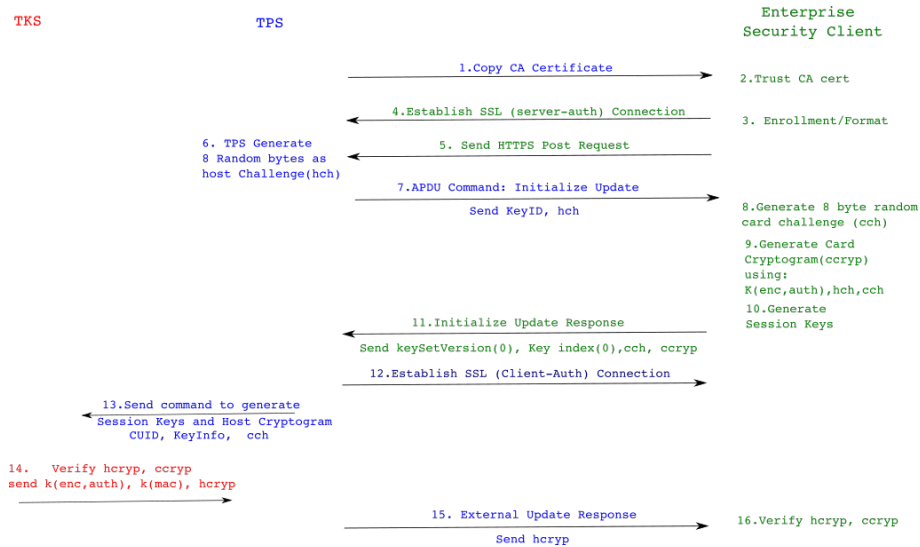 TKS
TPS
Enterprise
Security Client
1.Copy CA Certificate
2.Trust CA cert
4.Establish SSL (server-auth) Connection
3. Enrollment/Format
5. Send HTTPS Post Request
6. TPS Generate
8 Random bytes as
host Challenge(hch)
7.APDU Command: Initialize Update
Send KeyID, hch
8.Generate 8 byte random
card challenge (cch)
9.Generate Card
Cryptogram(ccryp)
using:
K(enc,auth),hch,cch
10.Generate
Session Keys
11.Initialize Update Response
Send keySetVersion(0), Key index(0),cch, ccryp
12.Establish SSL (Client-Auth) Connection
13.Send command to generate
Session Keys and Host Cryptogram
CUID, KeyInfo, cch
14. Verify hcryp, ccryp
send k(enc,auth), k(mac), hcryp
15. External Update Response
Send hcryp
16.Verify hcryp, ccryp